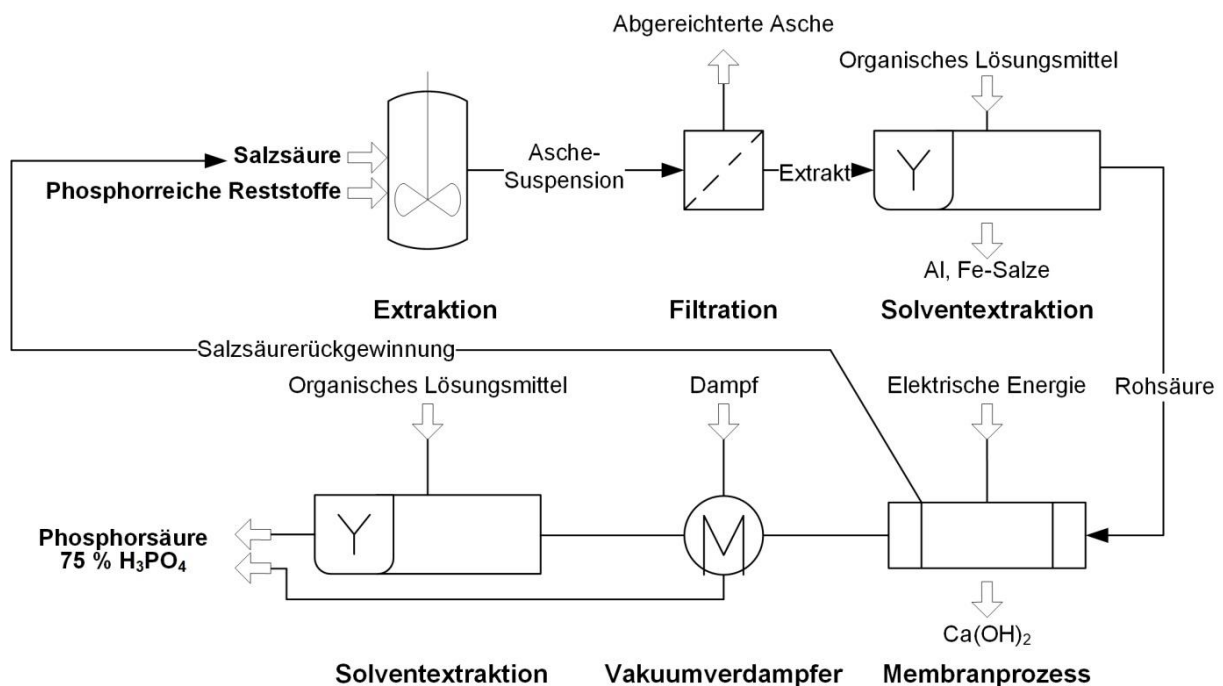 Abgereicherte Asche
Organisches Lösungsmittel
Salzsäure
Phosphorreiche Reststoffe
Asche-
Suspension
Extrakt
Al, Fe-Salze
Extraktion
Filtration
Solventextraktion
Salzsäurerückgewinnung
Organisches Lösungsmittel
Dampf
Elektrische Energie
Rohsäure
Phosphorsäure
75 % H₃PO₄
Ca(OH)₂
Solventextraktion
Vakuumverdampfer
Membranprozess